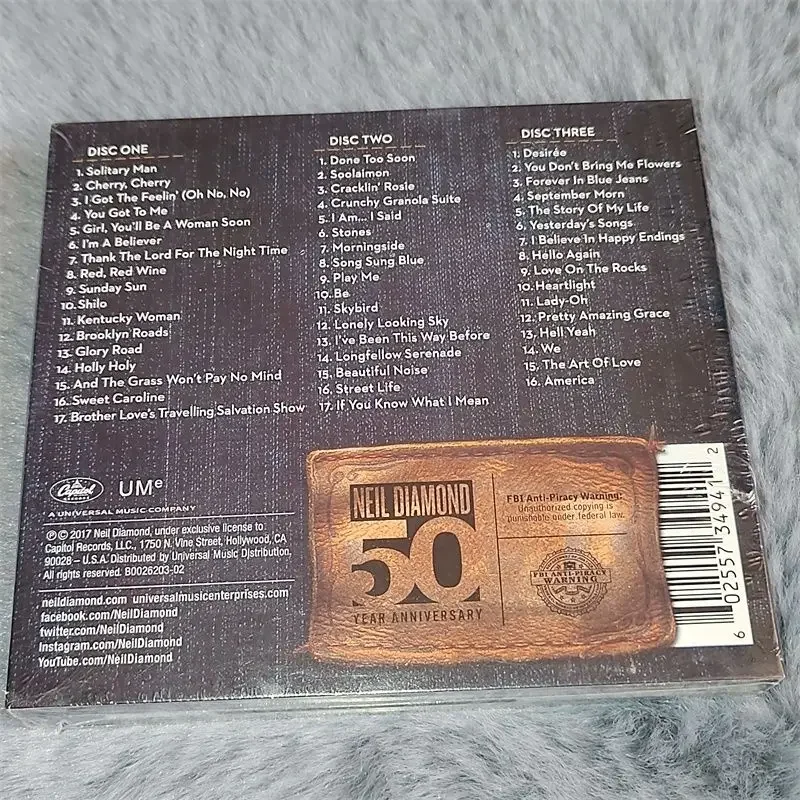 DISC ONE
1. Solitary Man
2. Cherry, Cherry
3. I Got The Feelin' (Oh No, No)
4. You Got To Me
5. Girl, You'll Be A Woman Soon
6. I'm A Believer
7. Thank The Lord For The Night Time
8. Red, Red Wine
9. Sunday Sun
10. Shilo
11. Kentucky Woman
12. Brooklyn Roads
13. Glory Road
14. Holly Holy
15. And The Grass Won't Pay No Mind
16. Sweet Caroline
17. Brother Love's Travelling Salvation Show
DISC TWO
1. Done Too Soon
2. Soolaimon
3. Cracklin' Rosie
4. Crunchy Granola Suite
5. I Am... I Said
6. Stones
7. Morningside
8. Song Sung Blue
9. Play Me
10. Be
11. Skybird
12. Lonely Looking Sky
13. I've Been This Way Before
14. Longfellow Serenade
15. Beautiful Noise
16. Street Life
17. If You Know What I Mean
DISC THREE
1. Desirée
2. You Don't Bring Me Flowers
3. Forever In Blue Jeans
4. September Morn
5. The Story Of My Life
6. Yesterday's Songs
7. I Believe In Happy Endings
8. Hello Again
9. Love On The Rocks
10. Heartlight
11. Lady-Oh
12. Pretty Amazing Grace
13. Hell Yeah
14. We
15. The Art Of Love
16. America
Capitol
RECORDS
UMe
A UNIVERSAL MUSIC COMPANY
℗© 2017 Neil Diamond, under exclusive license to
Capitol Records, LLC., 1750 N. Vine Street, Hollywood, CA
90028 – U.S.A. Distributed by Universal Music Distribution.
All rights reserved. B0026203-02
neildiamond.com universalmusicenterprises.com
facebook.com/NeilDiamond
twitter.com/NeilDiamond
Instagram.com/NeilDiamond
YouTube.com/NeilDiamond
NEIL DIAMOND
50
YEAR ANNIVERSARY
FBI Anti-Piracy Warning:
Unauthorized copying is
punishable under federal law.
FBI ANTI-PIRACY
WARNING
6 02557 34941 2